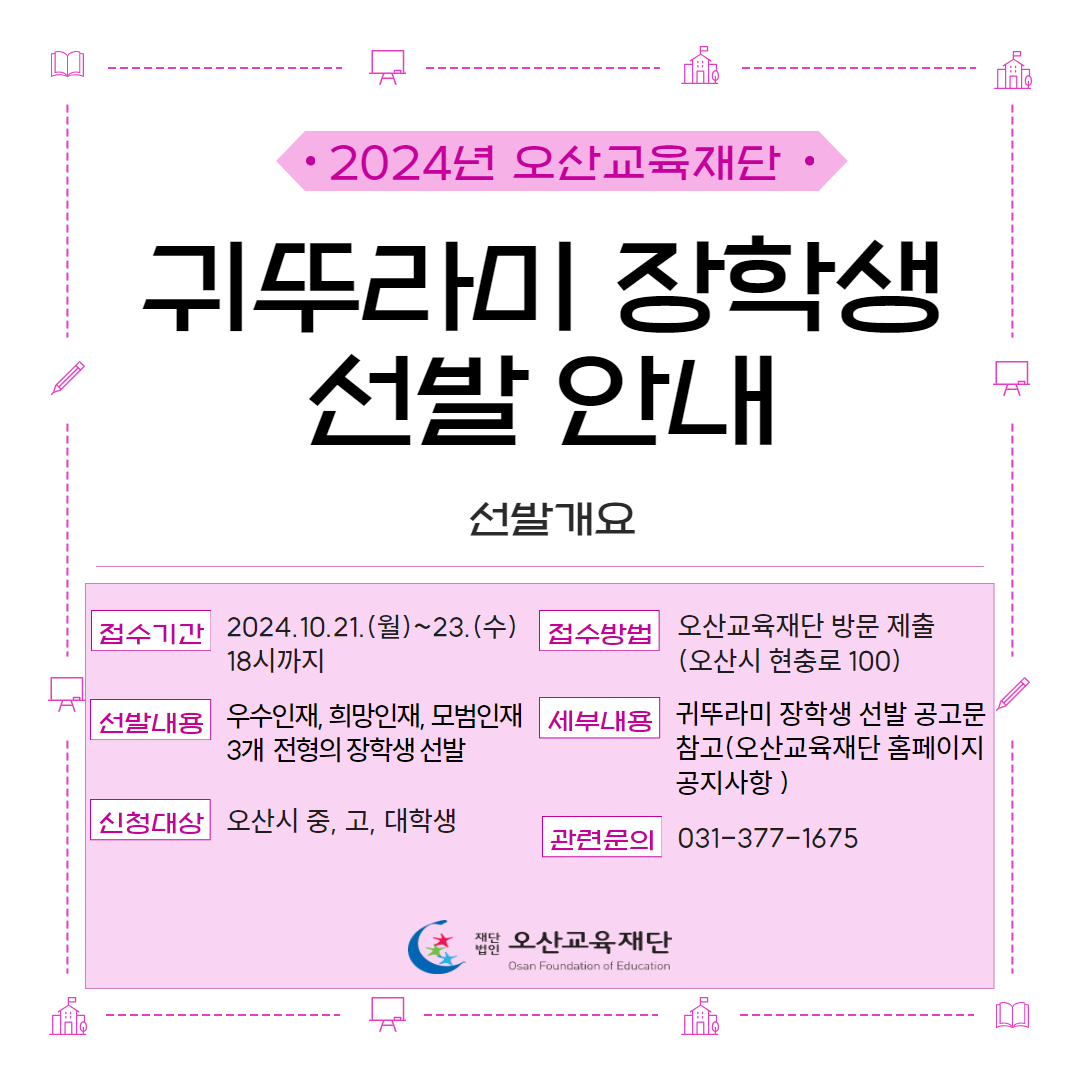 • 2024년 오산교육재단 •
귀뚜라미 장학생
선발 안내
선발개요
접수기간
2024.10.21.(월)~23.(수)
18시까지
선발내용
우수인재, 희망인재, 모범인재
3개 전형의 장학생 선발
신청대상
오산시 중, 고, 대학생
접수방법
오산교육재단 방문 제출
(오산시 현충로 100)
세부내용
귀뚜라미 장학생 선발 공고문
참고(오산교육재단 홈페이지
공지사항 )
관련문의
031-377-1675
재단
법인
오산교육재단
Osan Foundation of Education